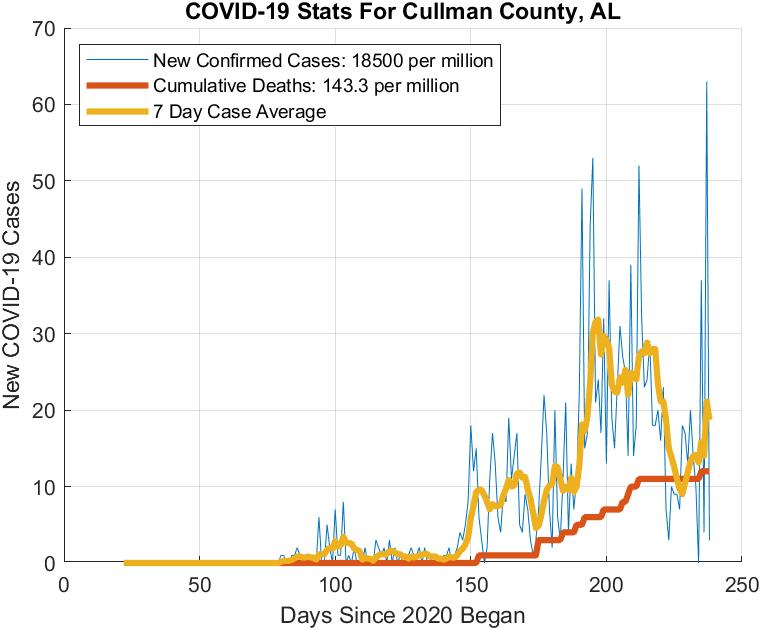 COVID-19 Stats For Cullman County, AL
70
New Confirmed Cases: 18500 per million
Cumulative Deaths: 143.3 per million
7 Day Case Average
60
50
40
30
20
10
0
New COVID-19 Cases
0 50 100 150 200 250
Days Since 2020 Began